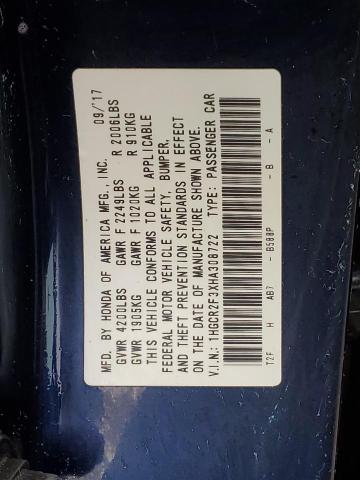 MFD. BY HONDA OF AMERICA MFG., INC. 09/'17
GVWR 4200LBS GAWR F 2249LBS R 2006LBS
GVWR 1905KG GAWR F 1020KG R 910KG
THIS VEHICLE CONFORMS TO ALL APPLICABLE
FEDERAL MOTOR VEHICLE SAFETY, BUMPER,
AND THEFT PREVENTION STANDARDS IN EFFECT
ON THE DATE OF MANUFACTURE SHOWN ABOVE.
V.I.N.: 1HGCR2F3XHA308722 TYPE: PASSENGER CAR
T2F H AB7 - B588P - B - A